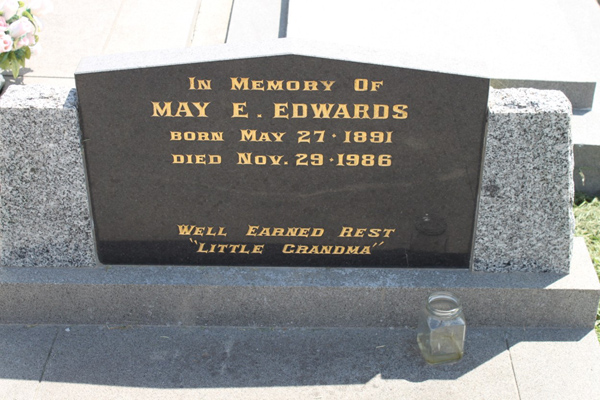 IN MEMORY OF
MAY E. EDWARDS
BORN MAY 27·1891
DIED NOV. 29·1986
WELL EARNED REST
"LITTLE GRANDMA"